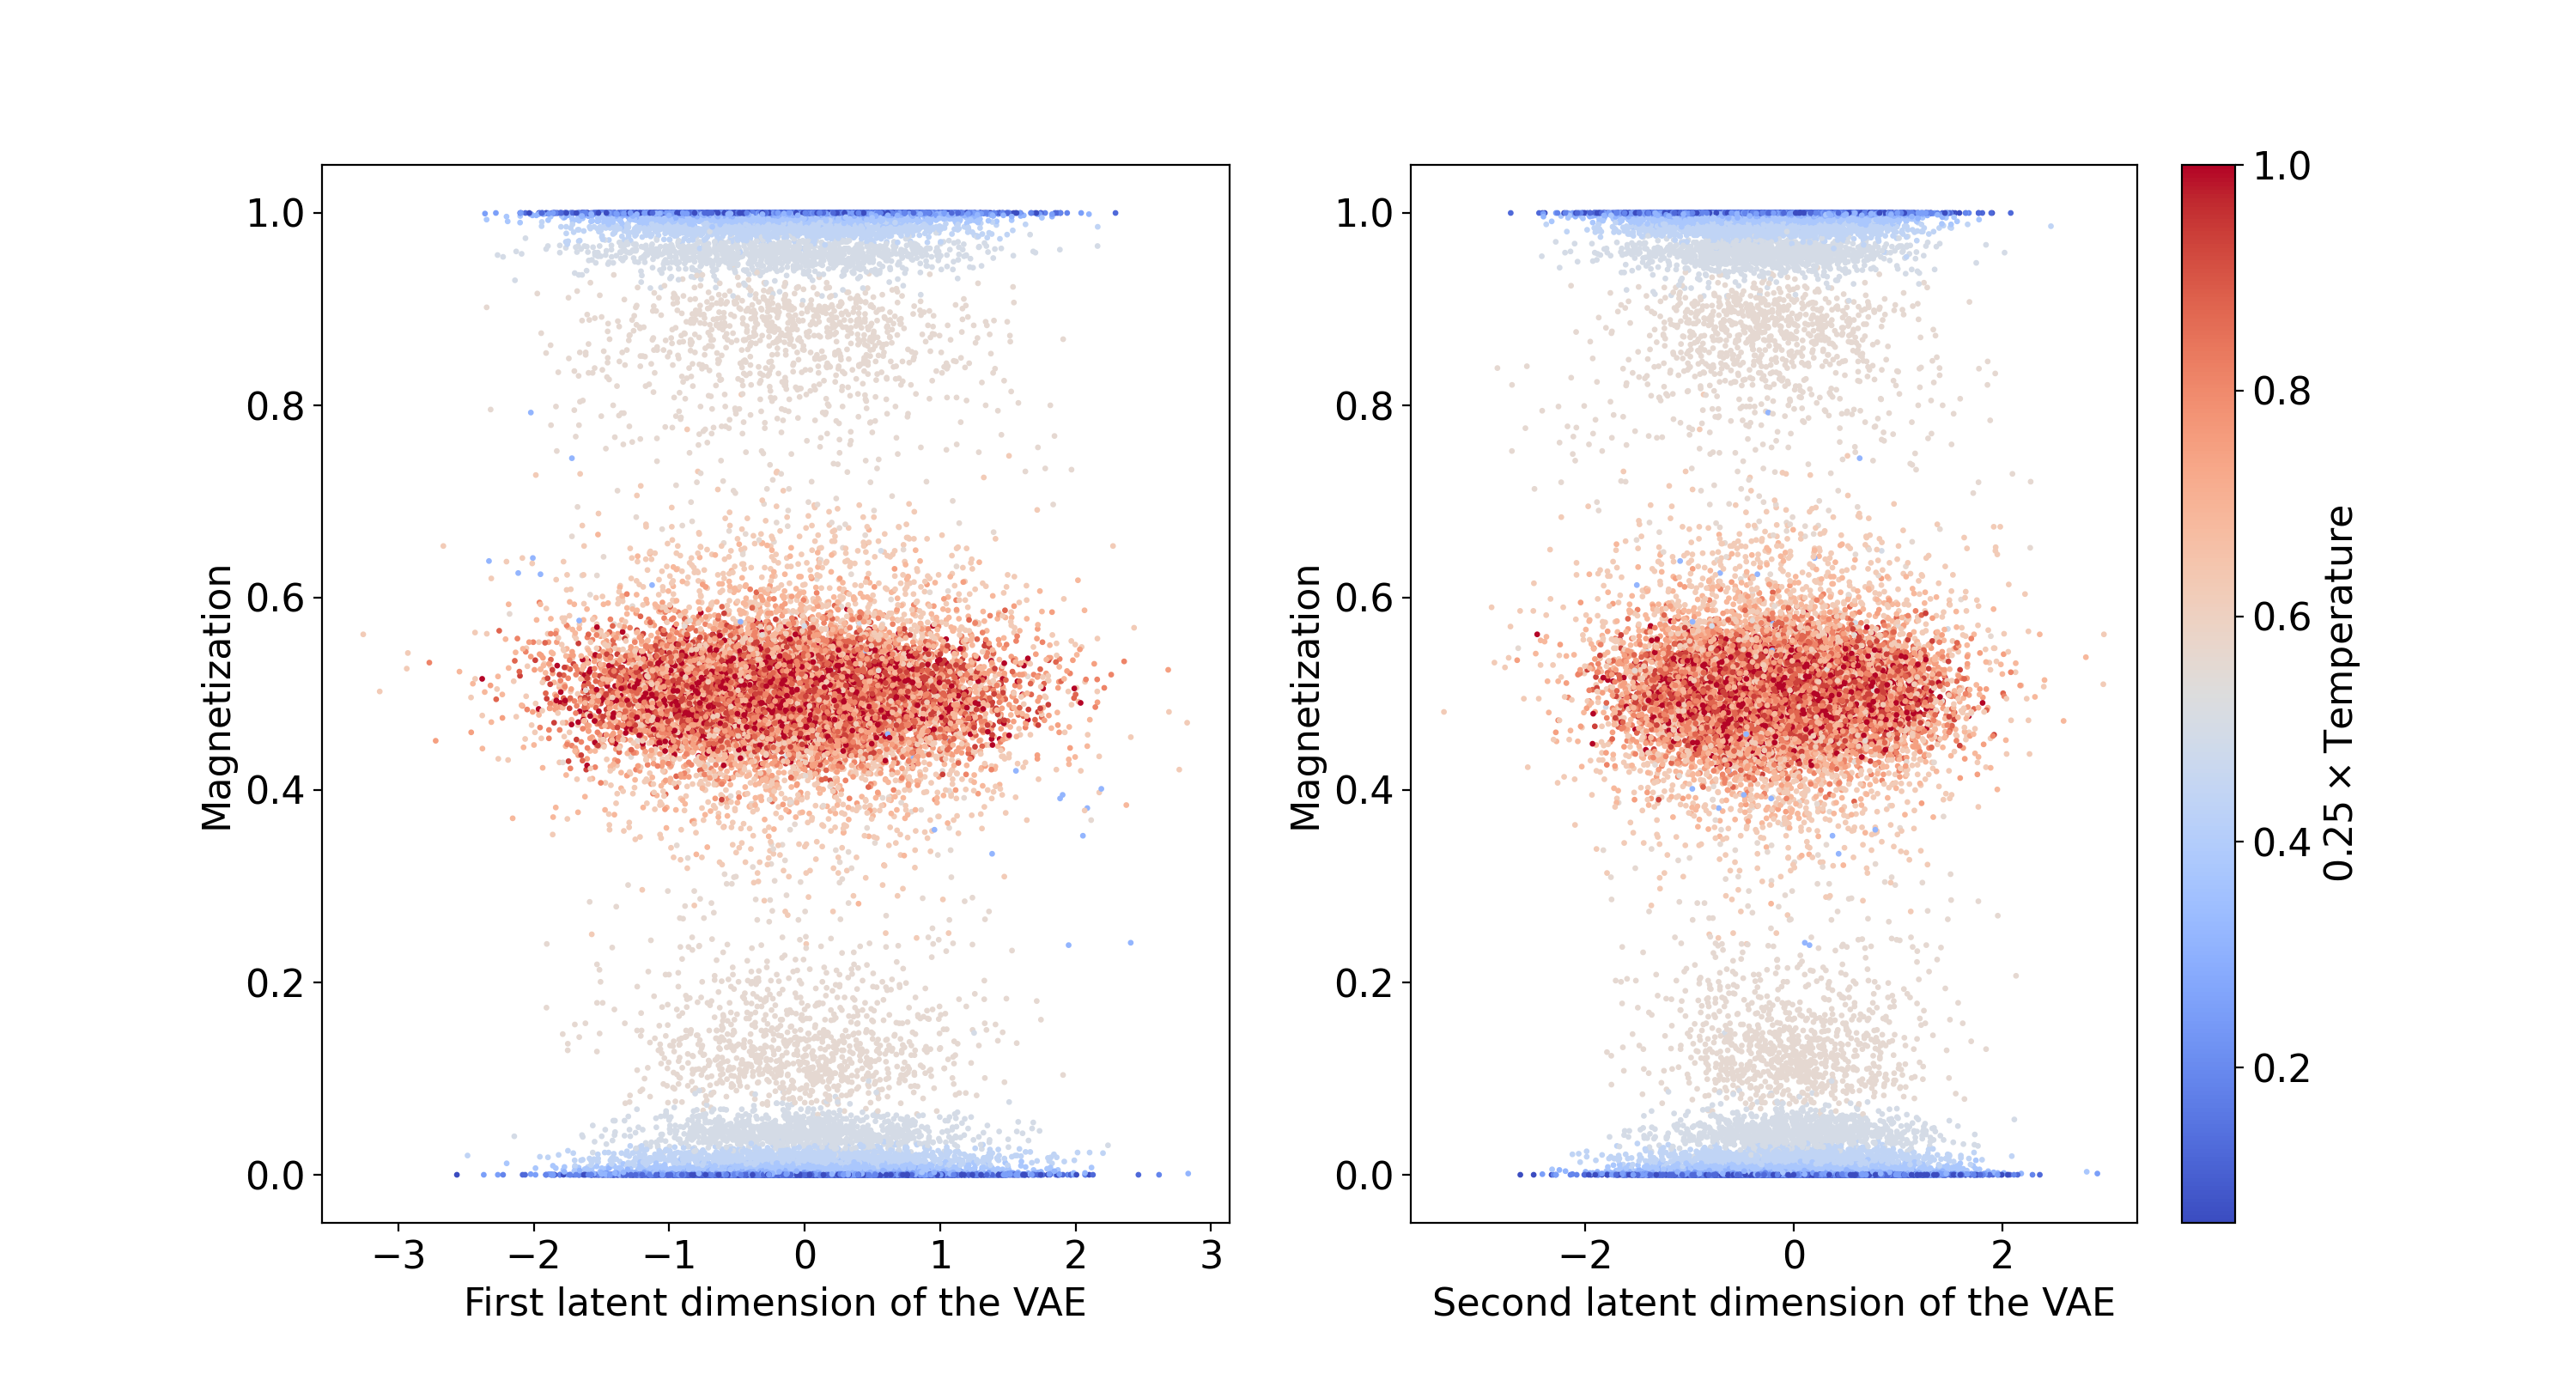 1.0
0.8
0.6
0.4
0.2
0.0
Magnetization
−3 −2 −1 0 1 2 3
First latent dimension of the VAE
1.0
0.8
0.6
0.4
0.2
0.0
Magnetization
−2 0 2
Second latent dimension of the VAE
1.0
0.8
0.6
0.4
0.2
0.25 × Temperature